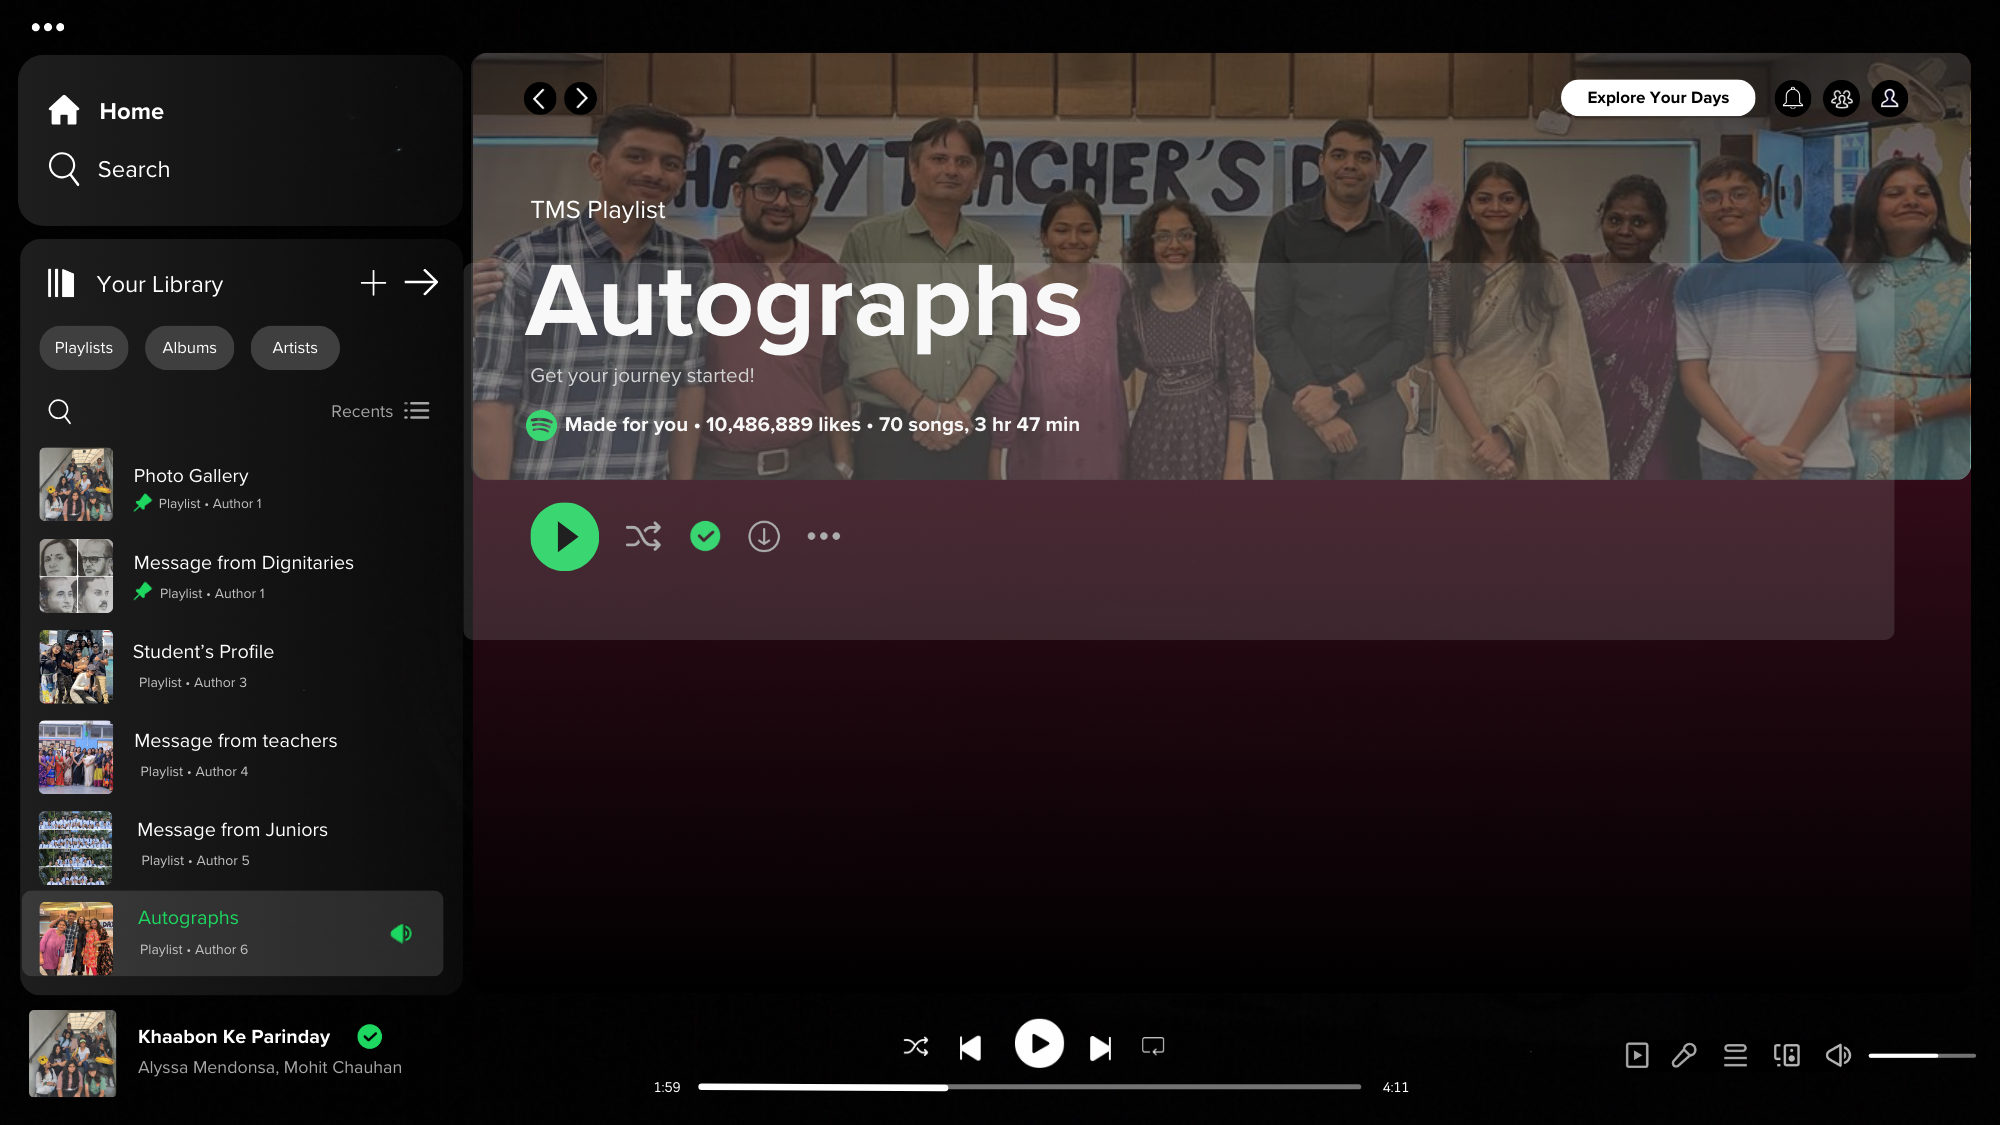 Home
Search
Your Library
Playlists
Albums
Artists
Recents
Photo Gallery
Playlist • Author 1
Message from Dignitaries
Playlist • Author 1
Student’s Profile
Playlist • Author 3
Message from teachers
Playlist • Author 4
Message from Juniors
Playlist • Author 5
Autographs
Playlist • Author 6
Explore Your Days
HAPPY TEACHER'S DAY
TMS Playlist
Autographs
Get your journey started!
Made for you • 10,486,889 likes • 70 songs, 3 hr 47 min
Khaabon Ke Parinday
Alyssa Mendonsa, Mohit Chauhan
1:59
4:11